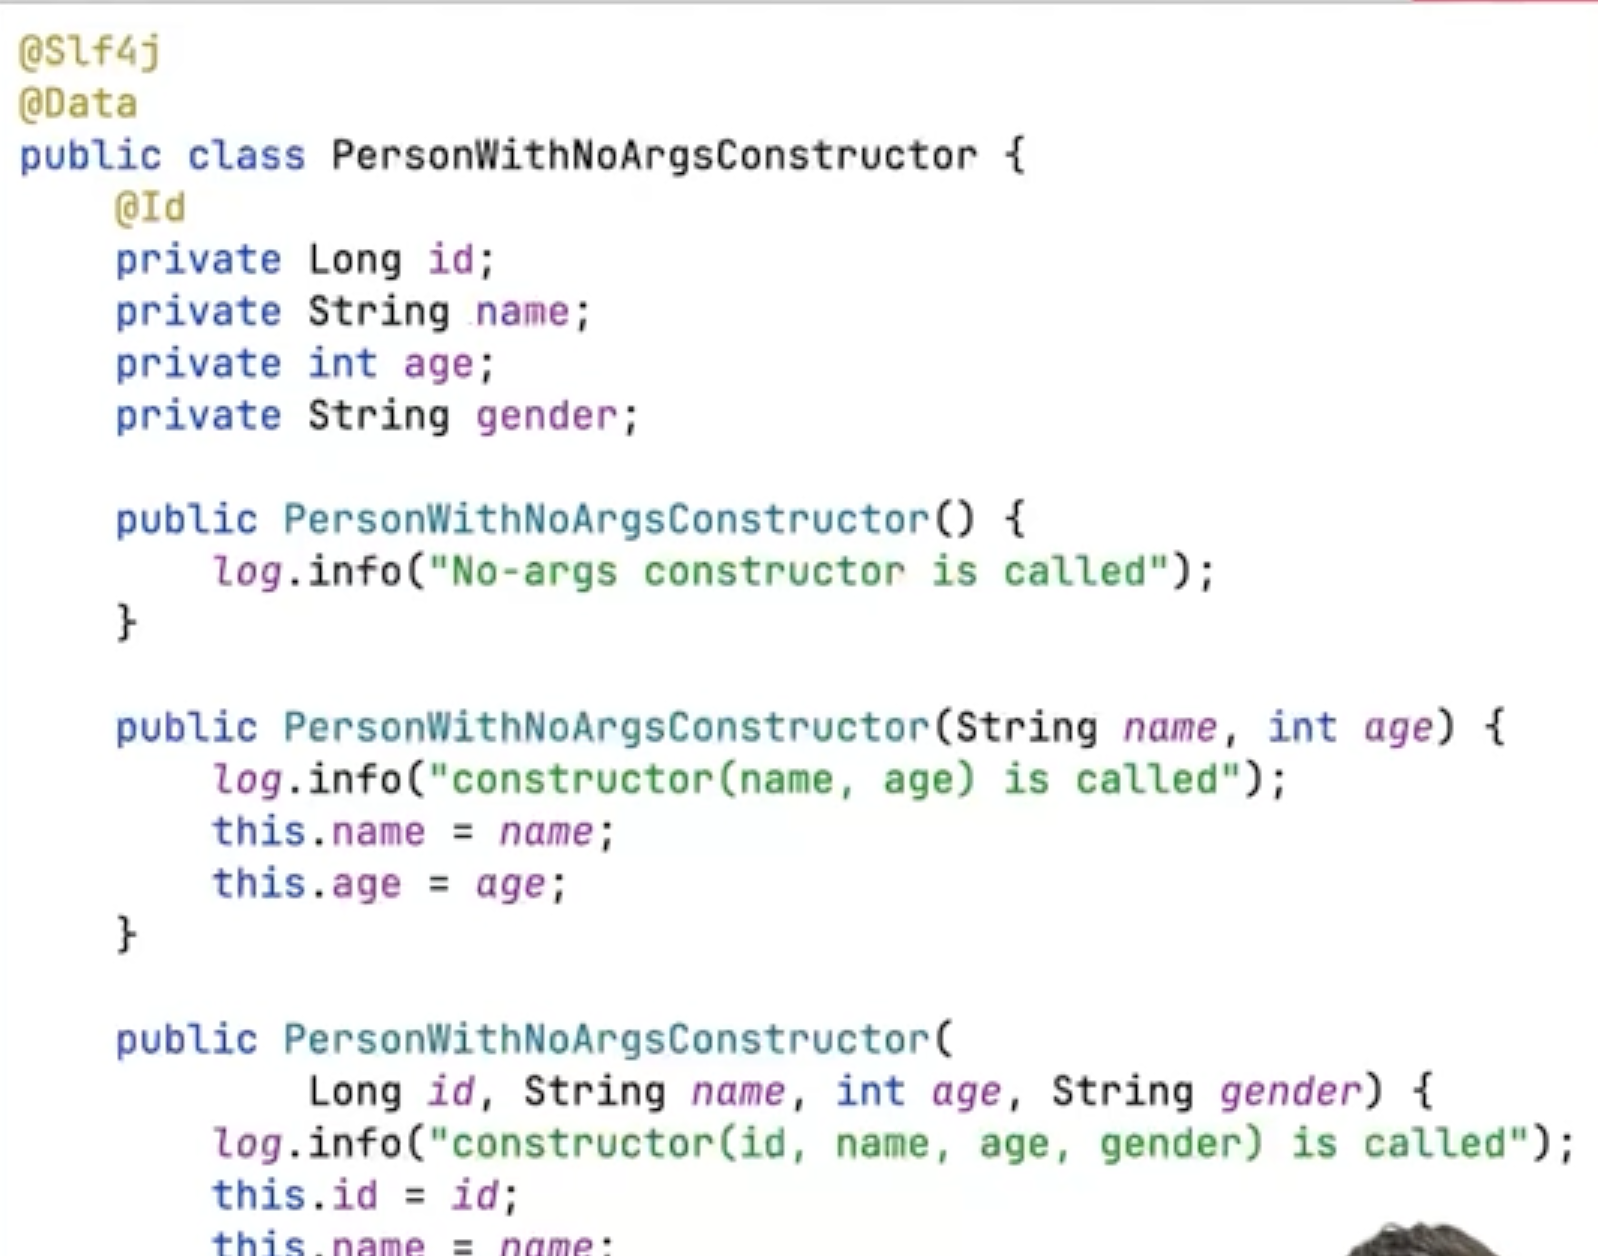 @Slf4j
@Data
public class PersonWithNoArgsConstructor {
    @Id
    private Long id;
    private String name;
    private int age;
    private String gender;

    public PersonWithNoArgsConstructor() {
        log.info("No-args constructor is called");
    }

    public PersonWithNoArgsConstructor(String name, int age) {
        log.info("constructor(name, age) is called");
        this.name = name;
        this.age = age;
    }

    public PersonWithNoArgsConstructor(
            Long id, String name, int age, String gender) {
        log.info("constructor(id, name, age, gender) is called");
        this.id = id;
        this.name = name;